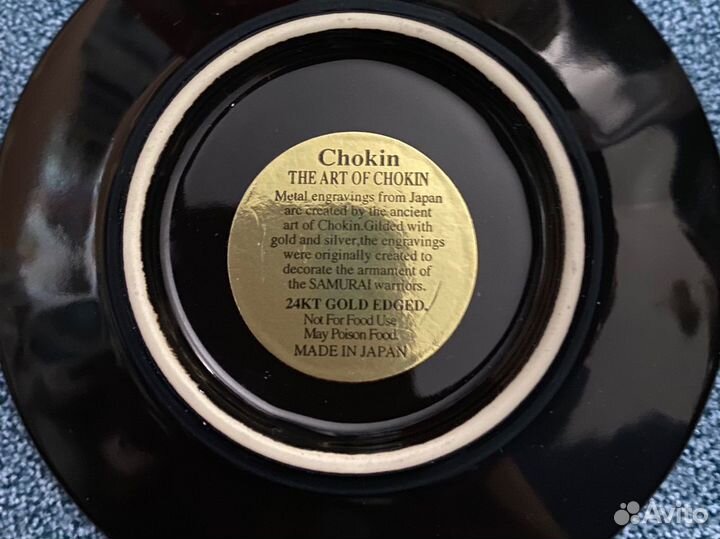 Chokin
THE ART OF CHOKIN
Metal engravings from Japan
are created by the ancient
art of Chokin.Gilded with
gold and silver,the engravings
were originally created to
decorate the armament of
the SAMURAI warriors.
24KT GOLD EDGED.
Not For Food Use
May Poison Food.
MADE IN JAPAN
Avito